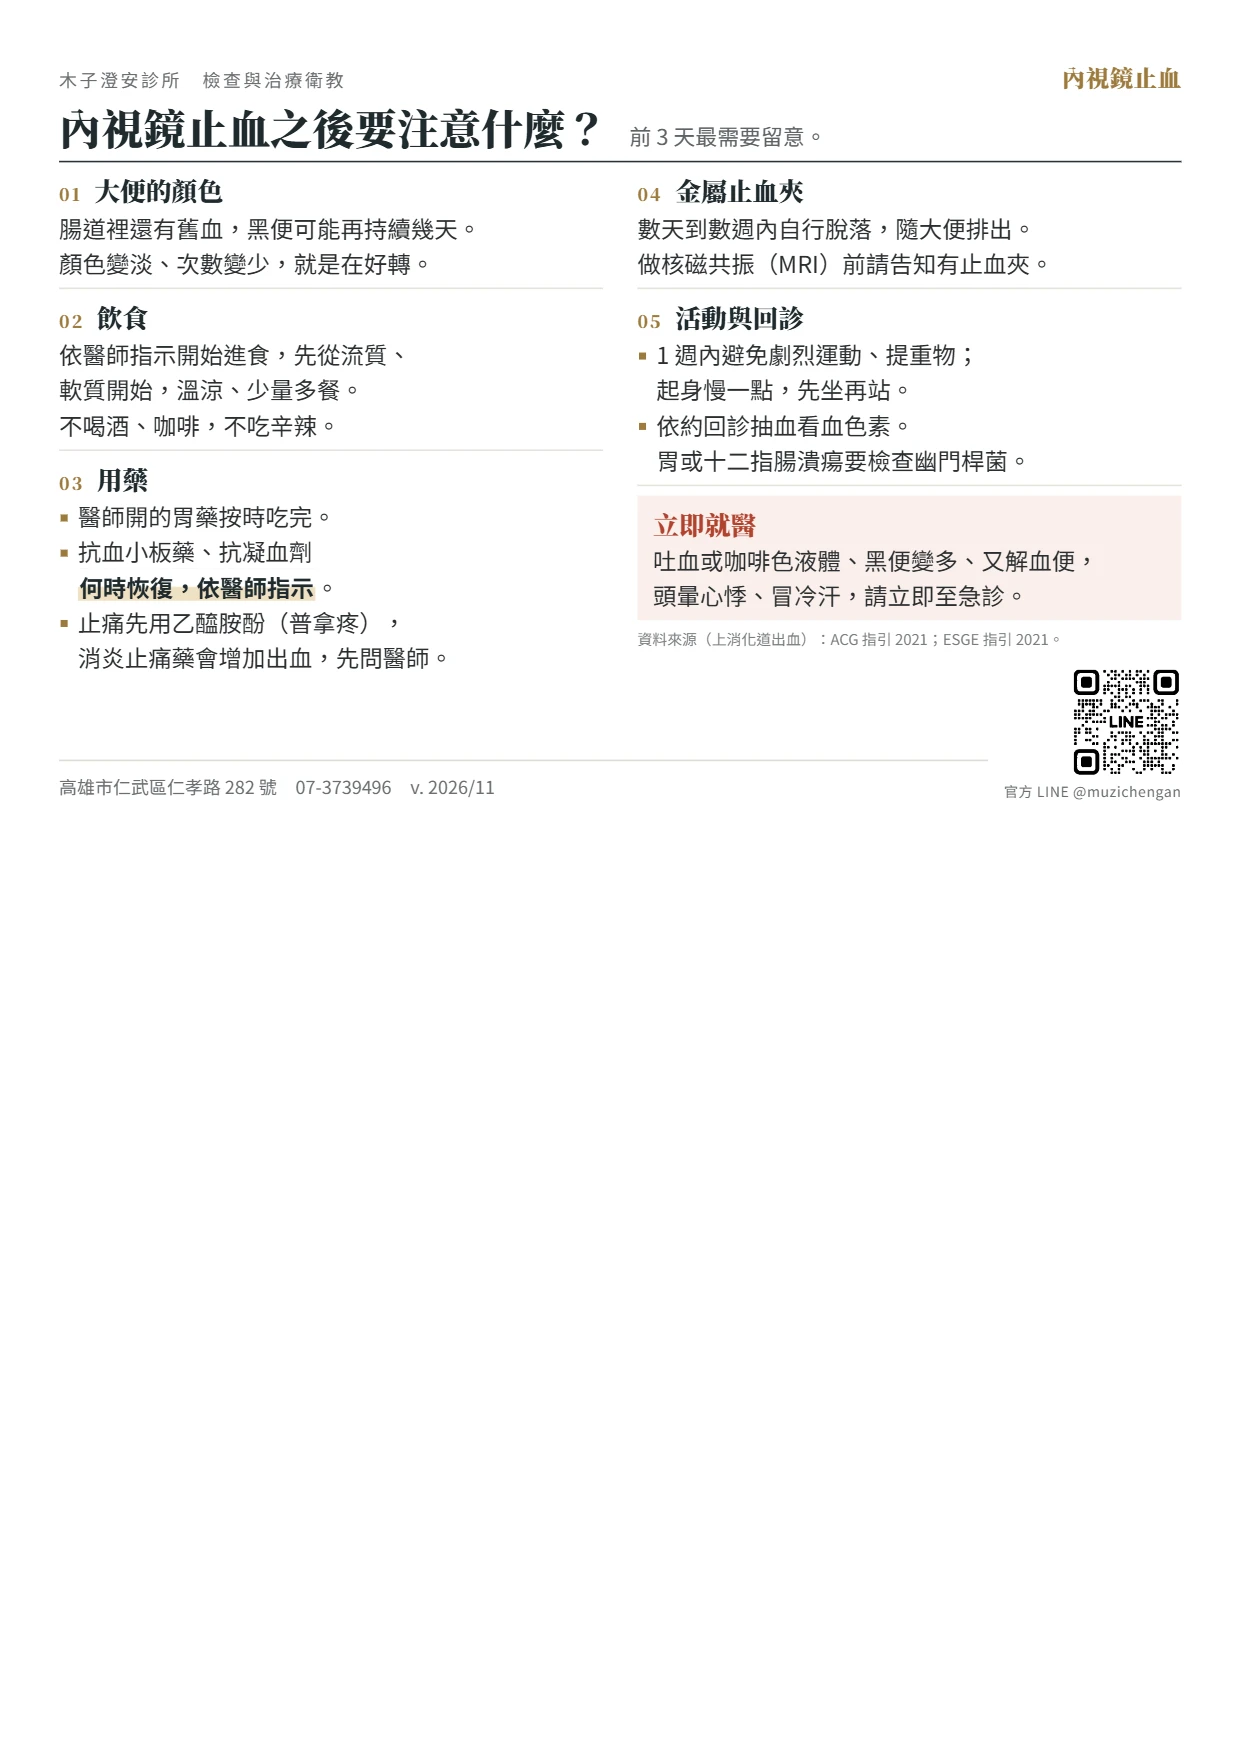 木子澄安診所　檢查與治療衛教
內視鏡止血
內視鏡止血之後要注意什麼？　前 3 天最需要留意。
01 大便的顏色
腸道裡還有舊血，黑便可能再持續幾天。
顏色變淡、次數變少，就是在好轉。
02 飲食
依醫師指示開始進食，先從流質、
軟質開始，溫涼、少量多餐。
不喝酒、咖啡，不吃辛辣。
03 用藥
▪ 醫師開的胃藥按時吃完。
▪ 抗血小板藥、抗凝血劑
何時恢復，依醫師指示。
▪ 止痛先用乙醯胺酚（普拿疼），
消炎止痛藥會增加出血，先問醫師。
04 金屬止血夾
數天到數週內自行脫落，隨大便排出。
做核磁共振（MRI）前請告知有止血夾。
05 活動與回診
▪ 1 週內避免劇烈運動、提重物；
起身慢一點，先坐再站。
▪ 依約回診抽血看血色素。
胃或十二指腸潰瘍要檢查幽門桿菌。
立即就醫
吐血或咖啡色液體、黑便變多、又解血便，
頭暈心悸、冒冷汗，請立即至急診。
資料來源（上消化道出血）：ACG 指引 2021；ESGE 指引 2021。
LINE
高雄市仁武區仁孝路 282 號　07-3739496　v. 2026/11
官方 LINE @muzichengan